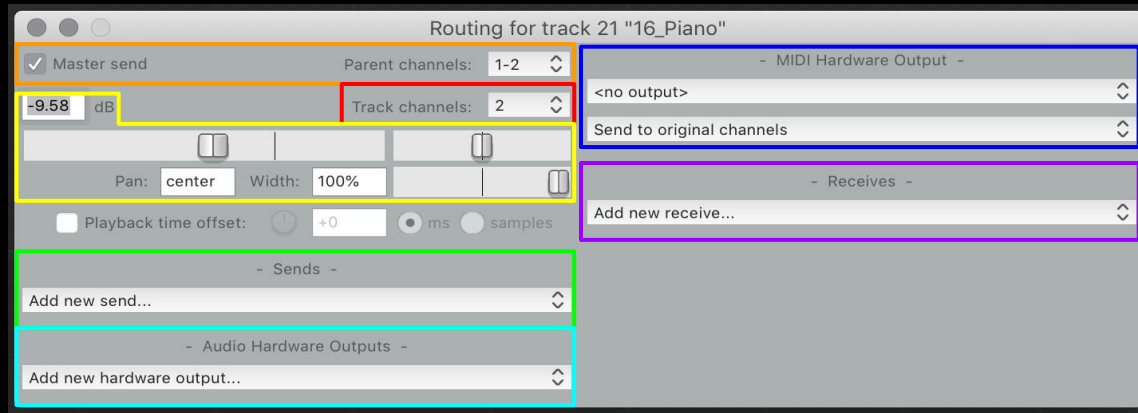 Routing for track 21 "16_Piano"
Master send
Parent channels: 1-2
-9.58 dB
Track channels: 2
Pan: center Width: 100%
Playback time offset: +0 ms samples
- Sends -
Add new send...
- Audio Hardware Outputs -
Add new hardware output...
- MIDI Hardware Output -
<no output>
Send to original channels
- Receives -
Add new receive...